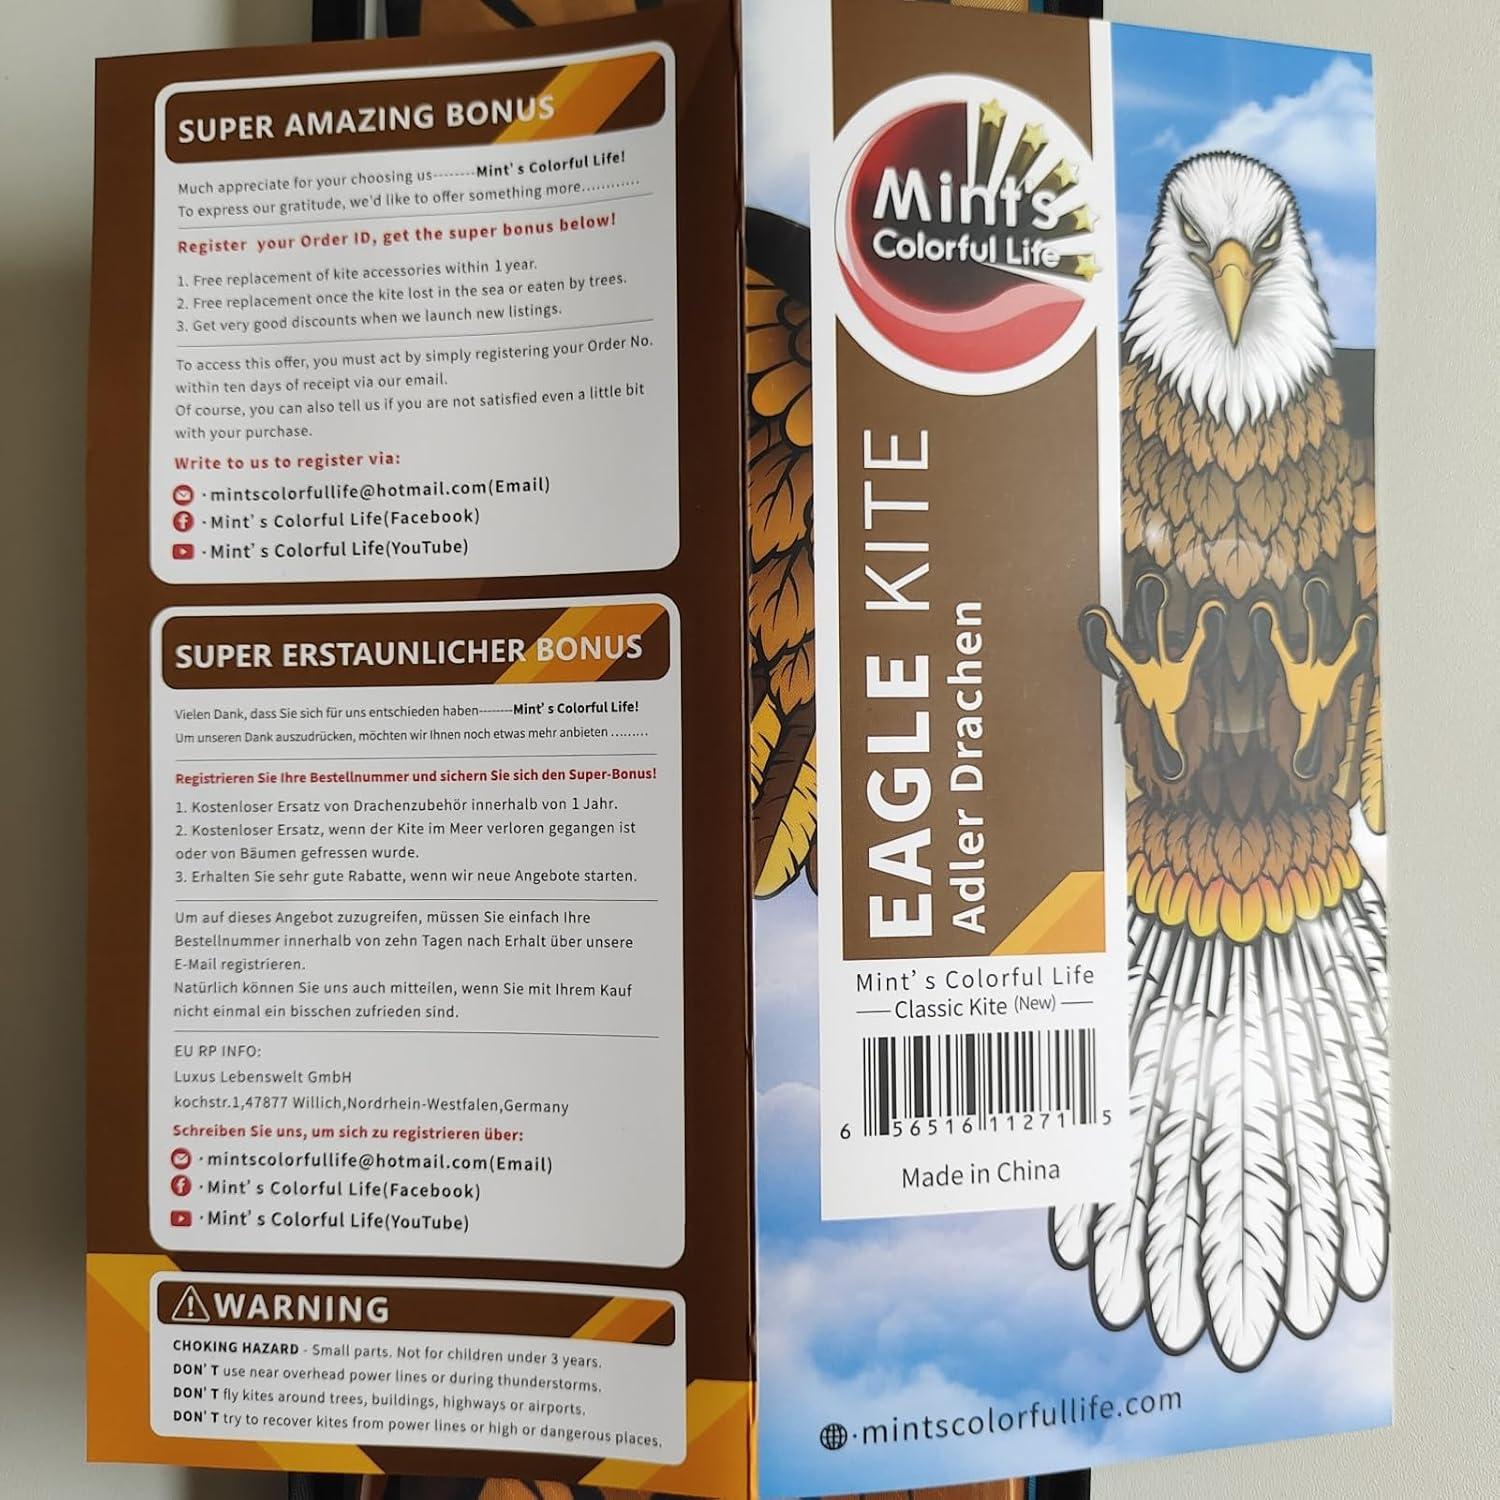 SUPER AMAZING BONUS
Much appreciate for your choosing us--------Mint's Colorful Life!
To express our gratitude, we'd like to offer something more............
Register your Order ID, get the super bonus below!
1. Free replacement of kite accessories within 1 year.
2. Free replacement once the kite lost in the sea or eaten by trees.
3. Get very good discounts when we launch new listings.
To access this offer, you must act by simply registering your Order No.
within ten days of receipt via our email.
Of course, you can also tell us if you are not satisfied even a little bit
with your purchase.
Write to us to register via:
·mintscolorfullife@hotmail.com(Email)
·Mint's Colorful Life(Facebook)
·Mint's Colorful Life(YouTube)
SUPER ERSTAUNLICHER BONUS
Vielen Dank, dass Sie sich für uns entschieden haben--------Mint's Colorful Life!
Um unseren Dank auszudrücken, möchten wir Ihnen noch etwas mehr anbieten .........
Registrieren Sie Ihre Bestellnummer und sichern Sie sich den Super-Bonus!
1. Kostenloser Ersatz von Drachenzubehör innerhalb von 1 Jahr.
2. Kostenloser Ersatz, wenn der Kite im Meer verloren gegangen ist
oder von Bäumen gefressen wurde.
3. Erhalten Sie sehr gute Rabatte, wenn wir neue Angebote starten.
Um auf dieses Angebot zuzugreifen, müssen Sie einfach Ihre
Bestellnummer innerhalb von zehn Tagen nach Erhalt über unsere
E-Mail registrieren.
Natürlich können Sie uns auch mitteilen, wenn Sie mit Ihrem Kauf
nicht einmal ein bisschen zufrieden sind.
EU RP INFO:
Luxus Lebenswelt GmbH
kochstr.1,47877 Willich,Nordrhein-Westfalen,Germany
Schreiben Sie uns, um sich zu registrieren über:
·mintscolorfullife@hotmail.com(Email)
·Mint's Colorful Life(Facebook)
·Mint's Colorful Life(YouTube)
WARNING
CHOKING HAZARD - Small parts. Not for children under 3 years.
DON'T use near overhead power lines or during thunderstorms.
DON'T fly kites around trees, buildings, highways or airports.
DON'T try to recover kites from power lines or high or dangerous places.
Mint's
Colorful Life
EAGLE KITE
Adler Drachen
Mint's Colorful Life
Classic Kite (New)
6 56516 11271 5
Made in China
·mintscolorfullife.com